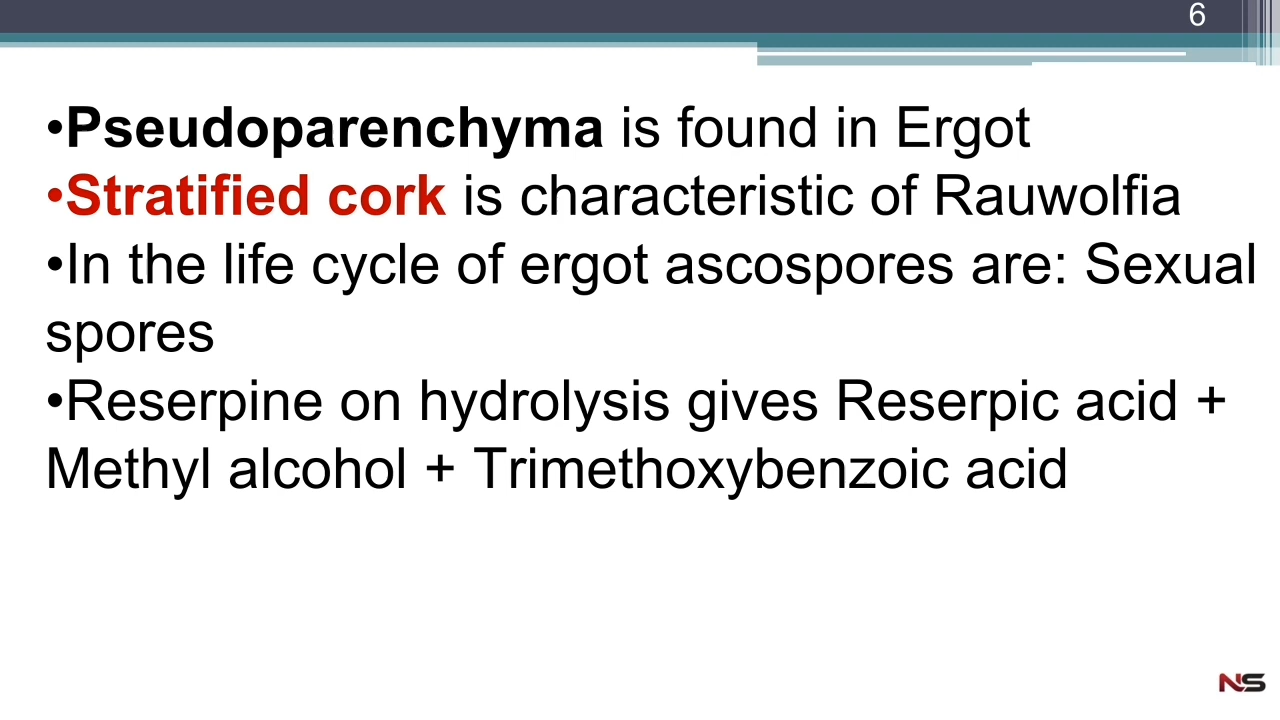 6
•Pseudoparenchyma is found in Ergot
•Stratified cork is characteristic of Rauwolfia
•In the life cycle of ergot ascospores are: Sexual
spores
•Reserpine on hydrolysis gives Reserpic acid +
Methyl alcohol + Trimethoxybenzoic acid
NS